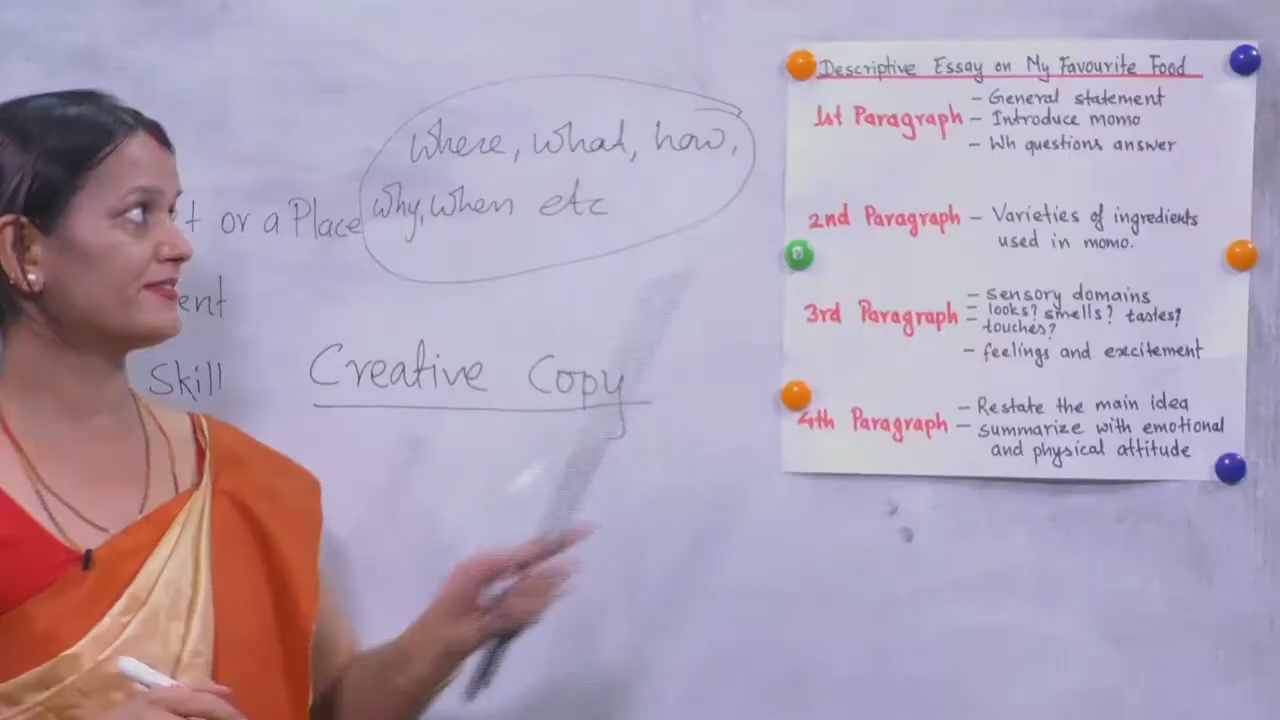 where, what, how,
why, when etc
t or a Place
ent
Skill
Creative Copy
Descriptive Essay on My Favourite Food
1st Paragraph - General statement
- Introduce momo
- Wh questions answer
2nd Paragraph - Varieties of ingredients
used in momo.
3rd Paragraph - sensory domains
- looks? smells? tastes?
- touches?
- feelings and excitement
4th Paragraph - Restate the main idea
- summarize with emotional
and physical attitude